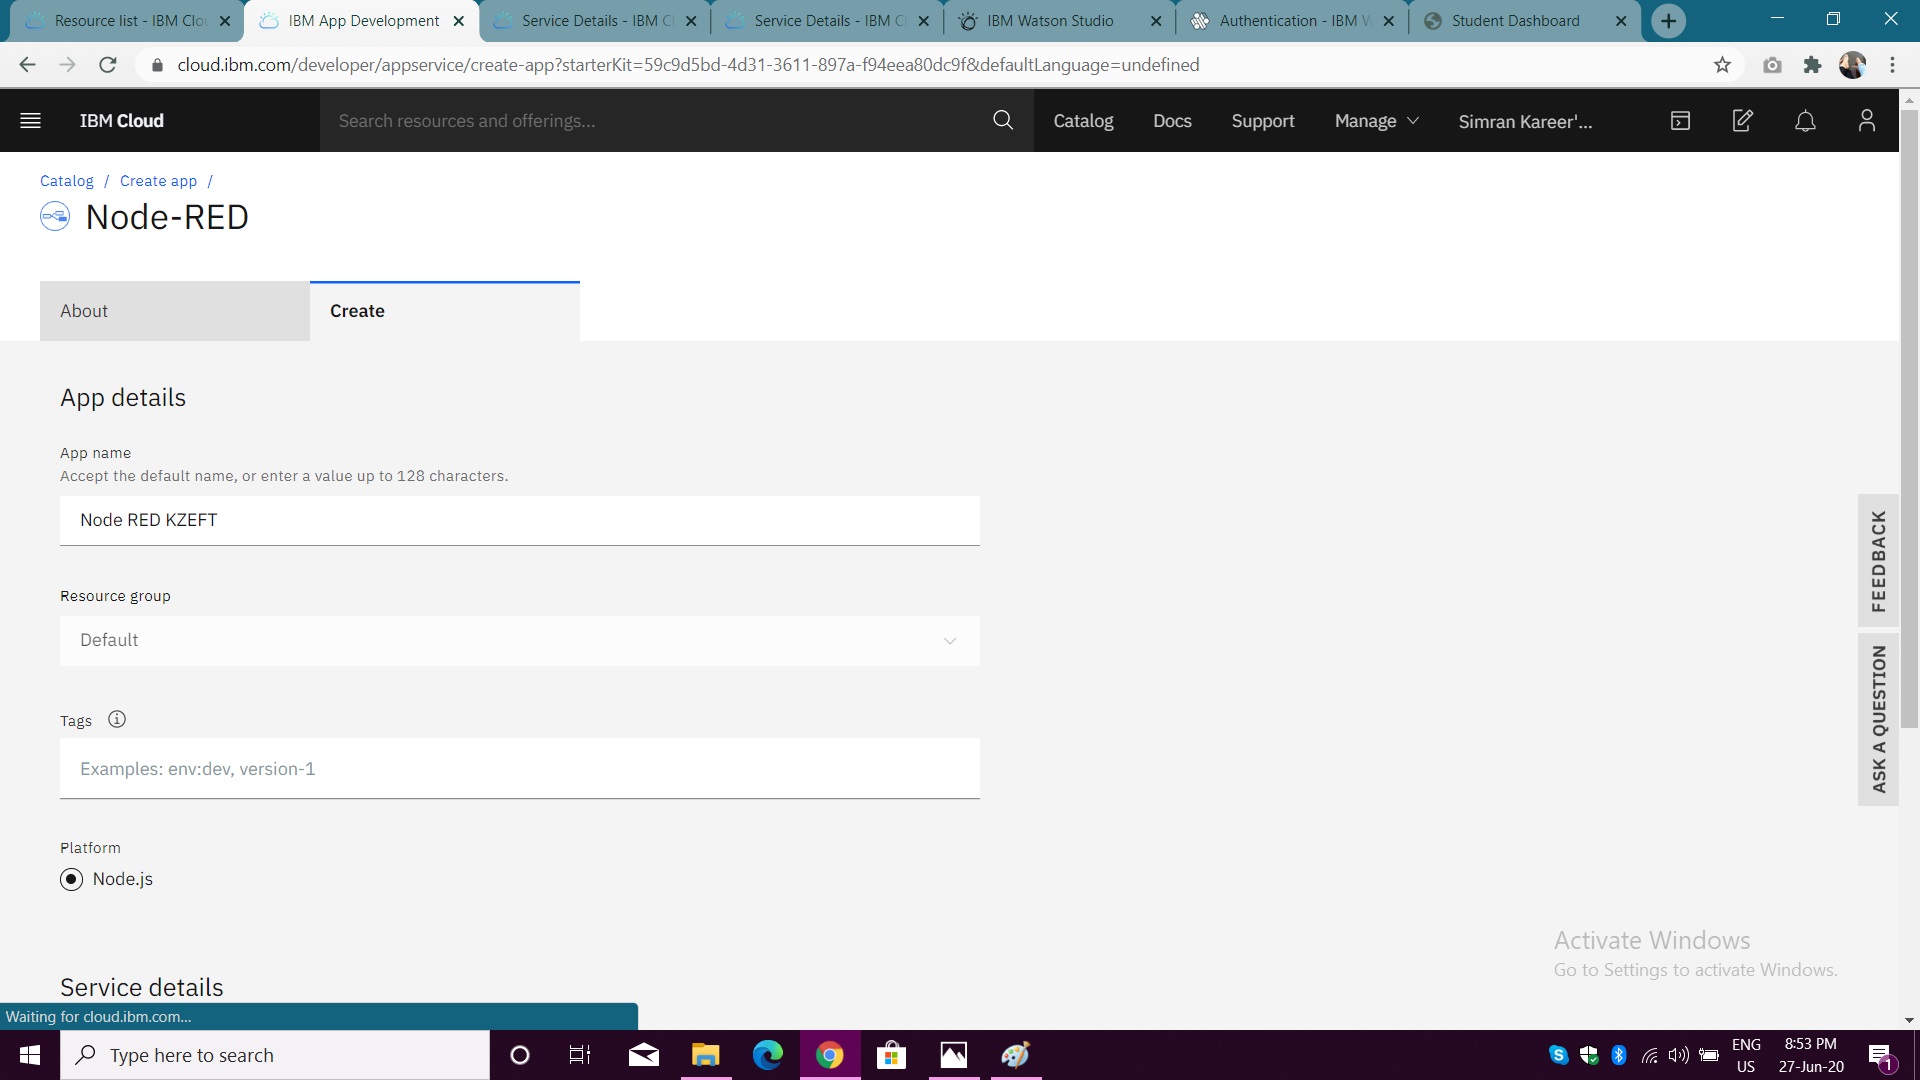 Resource list - IBM Clou
IBM App Development
Service Details - IBM Cl
Service Details - IBM Cl
IBM Watson Studio
Authentication - IBM W
Student Dashboard
cloud.ibm.com/developer/appservice/create-app?starterKit=59c9d5bd-4d31-3611-897a-f94eea80dc9f&defaultLanguage=undefined
IBM Cloud
Search resources and offerings...
Catalog
Docs
Support
Manage
Simran Kareer'...
Catalog / Create app /
Node-RED
About
Create
App details
App name
Accept the default name, or enter a value up to 128 characters.
Node RED KZEFT
Resource group
Default
Tags
Examples: env:dev, version-1
Platform
Node.js
Service details
FEEDBACK
ASK A QUESTION
Activate Windows
Go to Settings to activate Windows.
Waiting for cloud.ibm.com...
Type here to search
ENG
US
8:53 PM
27-Jun-20
1